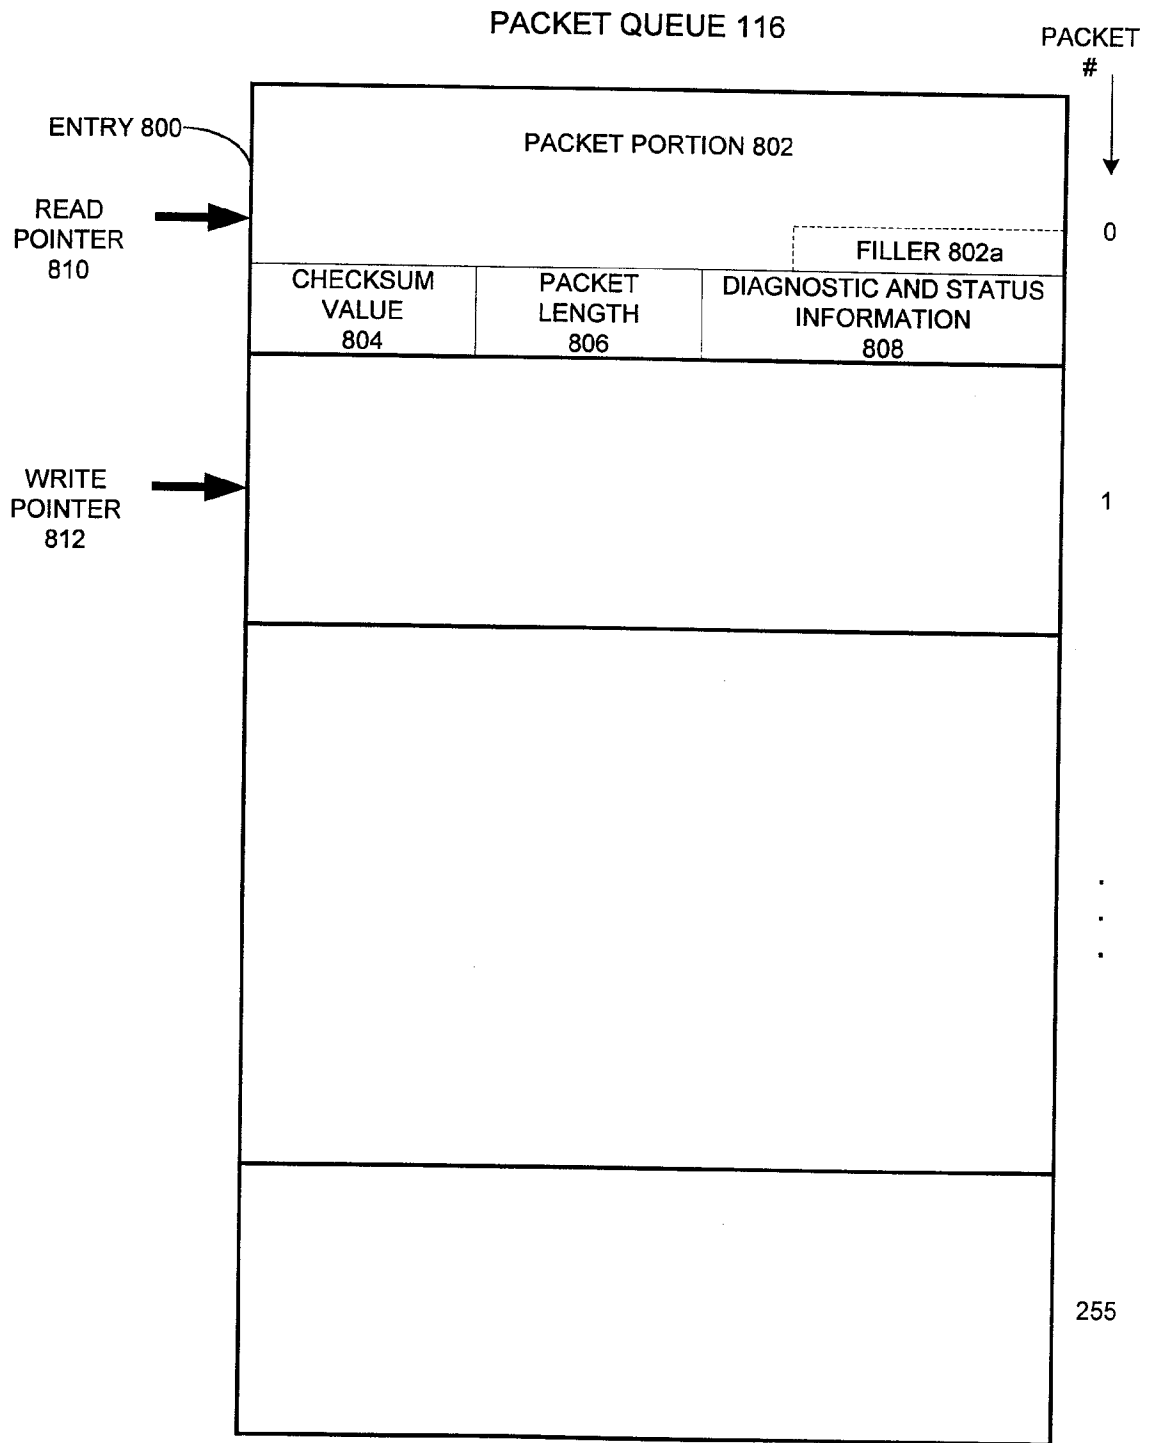 PACKET QUEUE 116
PACKET
#
ENTRY 800
PACKET PORTION 802
READ
POINTER
810
0
FILLER 802a
CHECKSUM
VALUE
804
PACKET
LENGTH
806
DIAGNOSTIC AND STATUS
INFORMATION
808
WRITE
POINTER
812
1
.
.
.
255